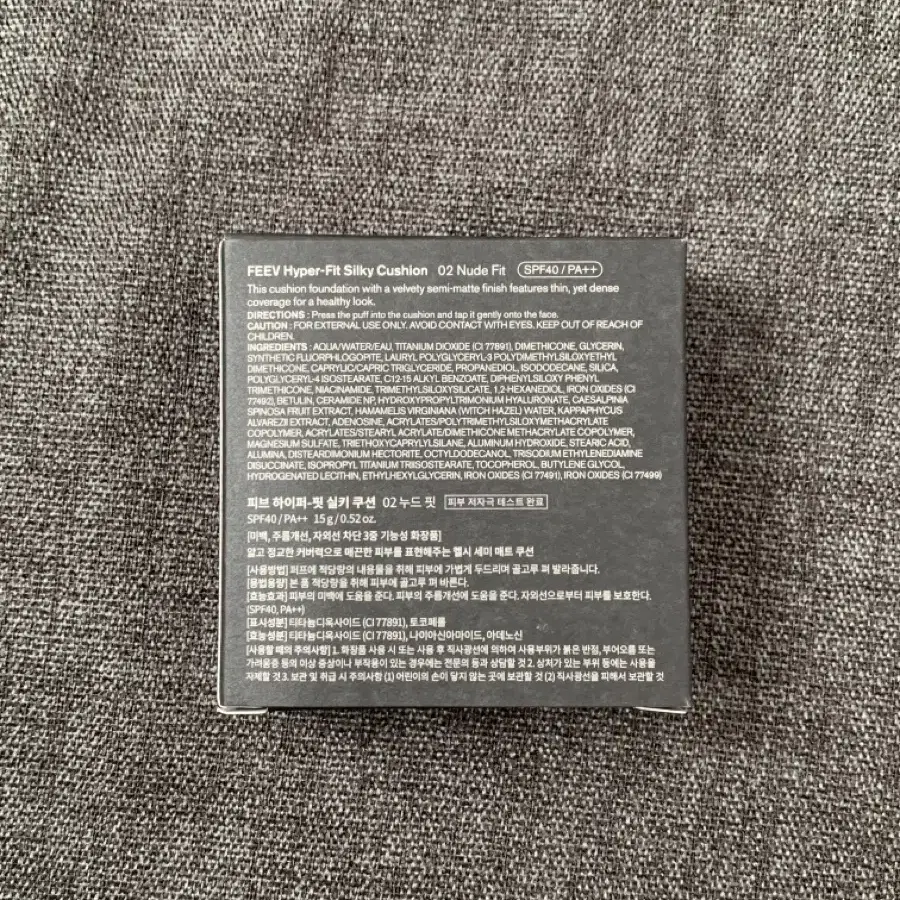 FEEV Hyper-Fit Silky Cushion 02 Nude Fit SPF40 / PA++
This cushion foundation with a velvety semi-matte finish features thin, yet dense
coverage for a healthy look.
DIRECTIONS : Press the puff into the cushion and tap it gently onto the face.
CAUTION : FOR EXTERNAL USE ONLY. AVOID CONTACT WITH EYES. KEEP OUT OF REACH OF
CHILDREN.
INGREDIENTS : AQUA/WATER/EAU, TITANIUM DIOXIDE (CI 77891), DIMETHICONE, GLYCERIN,
SYNTHETIC FLUORPHLOGOPITE, LAURYL POLYGLYCERYL-3 POLYDIMETHYLSILOXYETHYL
DIMETHICONE, CAPRYLIC/CAPRIC TRIGLYCERIDE, PROPANEDIOL, ISODODECANE, SILICA,
POLYGLYCERYL-4 ISOSTEARATE, C12-15 ALKYL BENZOATE, DIPHENYLSILOXY PHENYL
TRIMETHICONE, NIACINAMIDE, TRIMETHYLSILOXYSILICATE, 1,2-HEXANEDIOL, IRON OXIDES (CI
77492), BETULIN, CERAMIDE NP, HYDROXYPROPYLTRIMONIUM HYALURONATE, CAESALPINIA
SPINOSA FRUIT EXTRACT, HAMAMELIS VIRGINIANA (WITCH HAZEL) WATER, KAPPAPHYCUS
ALVAREZII EXTRACT, ADENOSINE, ACRYLATES/POLYTRIMETHYLSILOXYMETHACRYLATE
COPOLYMER, ACRYLATES/STEARYL ACRYLATE/DIMETHICONE METHACRYLATE COPOLYMER,
MAGNESIUM SULFATE, TRIETHOXYCAPRYLYLSILANE, ALUMINUM HYDROXIDE, STEARIC ACID,
ALUMINA, DISTEARDIMONIUM HECTORITE, OCTYLDODECANOL, TRISODIUM ETHYLENEDIAMINE
DISUCCINATE, ISOPROPYL TITANIUM TRIISOSTEARATE, TOCOPHEROL, BUTYLENE GLYCOL,
HYDROGENATED LECITHIN, ETHYLHEXYLGLYCERIN, IRON OXIDES (CI 77491), IRON OXIDES (CI 77499)
피브 하이퍼-핏 실키 쿠션 02 누드 핏 피부 저자극 테스트 완료
SPF40 / PA++ 15 g / 0.52 oz.
[미백, 주름개선, 자외선 차단 3중 기능성 화장품]
얇고 정교한 커버력으로 매끈한 피부를 표현해주는 헬시 세미 매트 쿠션
[사용방법] 퍼프에 적당량의 내용물을 취해 피부에 가볍게 두드리며 골고루 펴 발라줍니다.
[용법용량] 본 품 적당량을 취해 피부에 골고루 펴 바른다.
[효능효과] 피부의 미백에 도움을 준다. 피부의 주름개선에 도움을 준다. 자외선으로부터 피부를 보호한다.
(SPF40, PA++)
[표시성분] 티타늄디옥사이드 (CI 77891), 토코페롤
[효능성분] 티타늄디옥사이드 (CI 77891), 나이아신아마이드, 아데노신
[사용할 때의 주의사항] 1. 화장품 사용 시 또는 사용 후 직사광선에 의하여 사용부위가 붉은 반점, 부어오름 또는
가려움증 등의 이상 증상이나 부작용이 있는 경우에는 전문의 등과 상담할 것 2. 상처가 있는 부위 등에는 사용을
자제할 것 3. 보관 및 취급 시 주의사항 (1) 어린이의 손이 닿지 않는 곳에 보관할 것 (2) 직사광선을 피해서 보관할 것